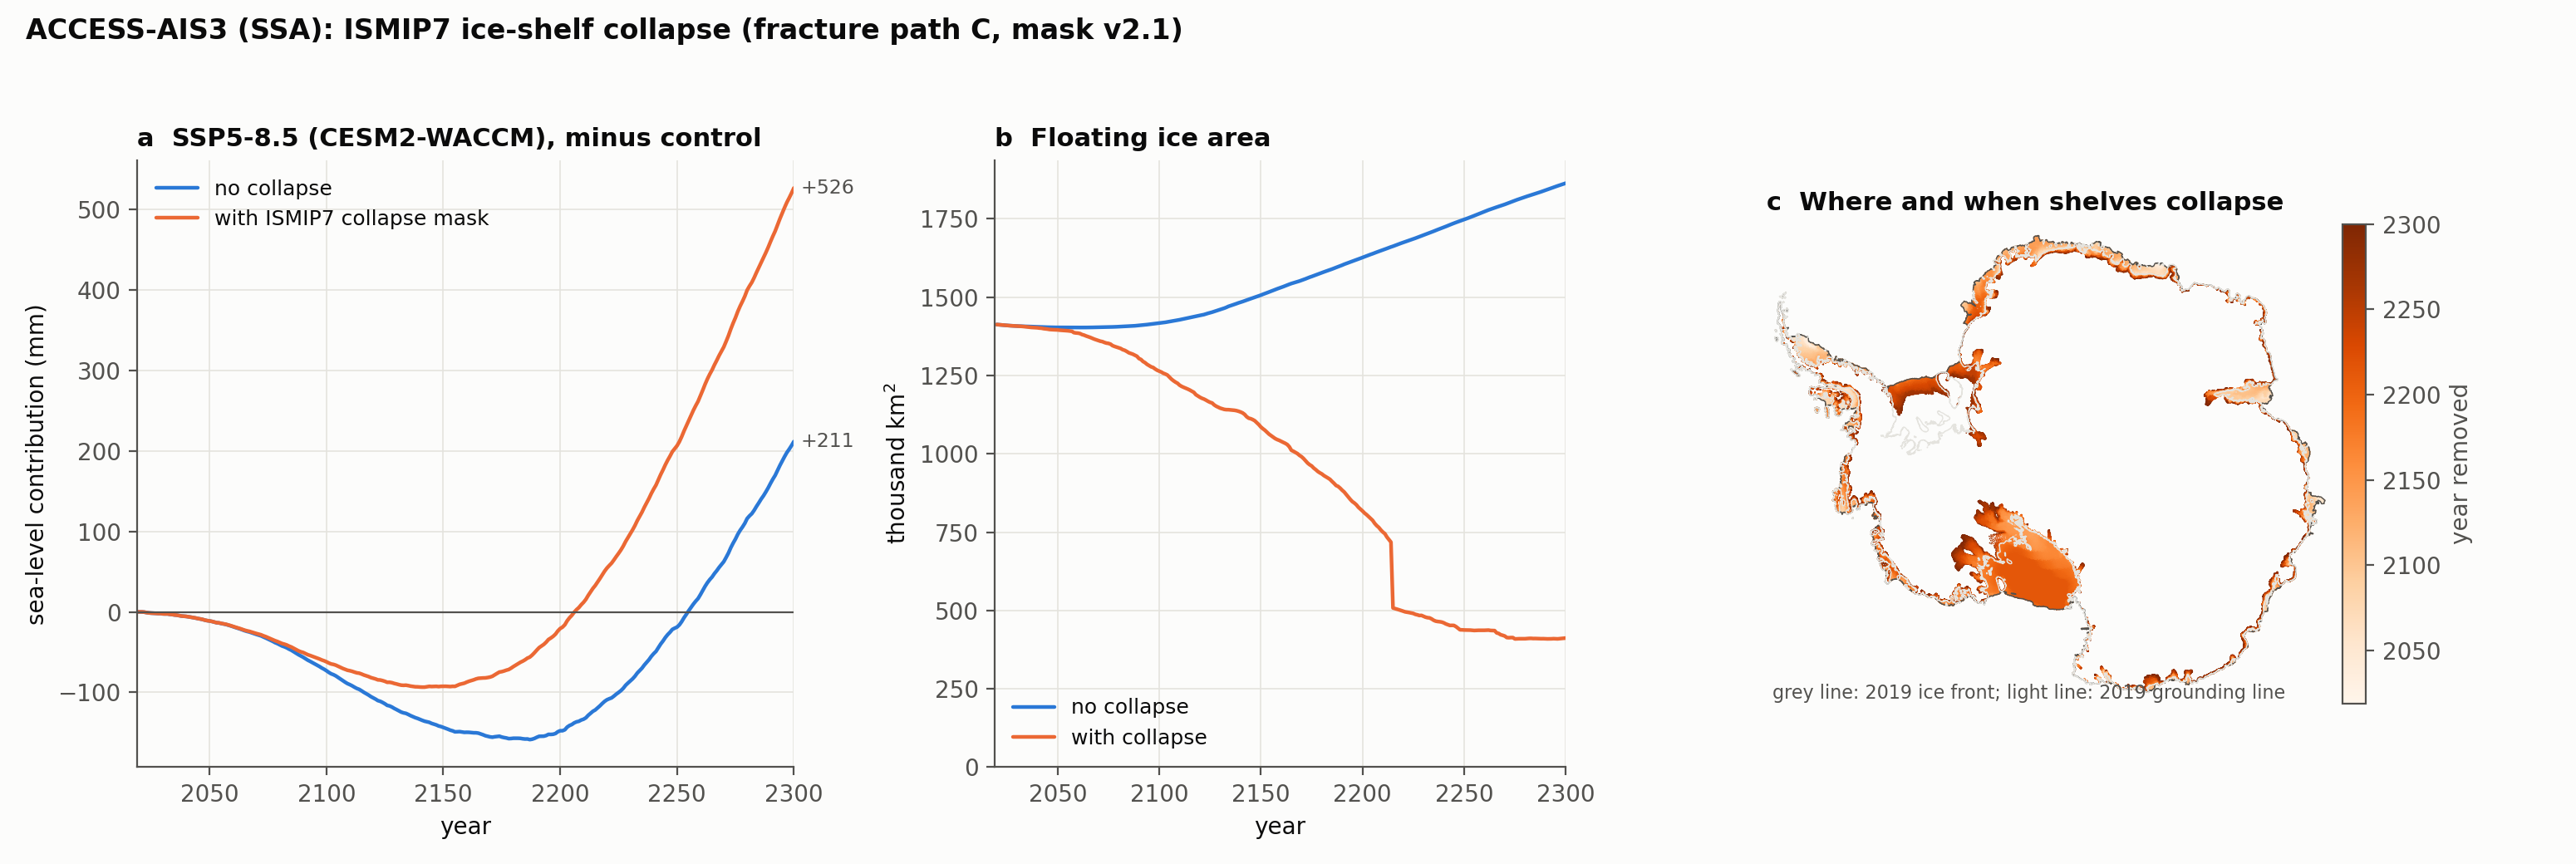 ACCESS-AIS3 (SSA): ISMIP7 ice-shelf collapse (fracture path C, mask v2.1)
a SSP5-8.5 (CESM2-WACCM), minus control
no collapse
with ISMIP7 collapse mask
+526
+211
500
400
300
200
100
0
−100
sea-level contribution (mm)
2050
2100
2150
2200
2250
2300
year
b Floating ice area
1750
1500
1250
1000
750
500
250
0
thousand km²
no collapse
with collapse
2050
2100
2150
2200
2250
2300
year
c Where and when shelves collapse
grey line: 2019 ice front; light line: 2019 grounding line
2300
2250
2200
2150
2100
2050
year removed